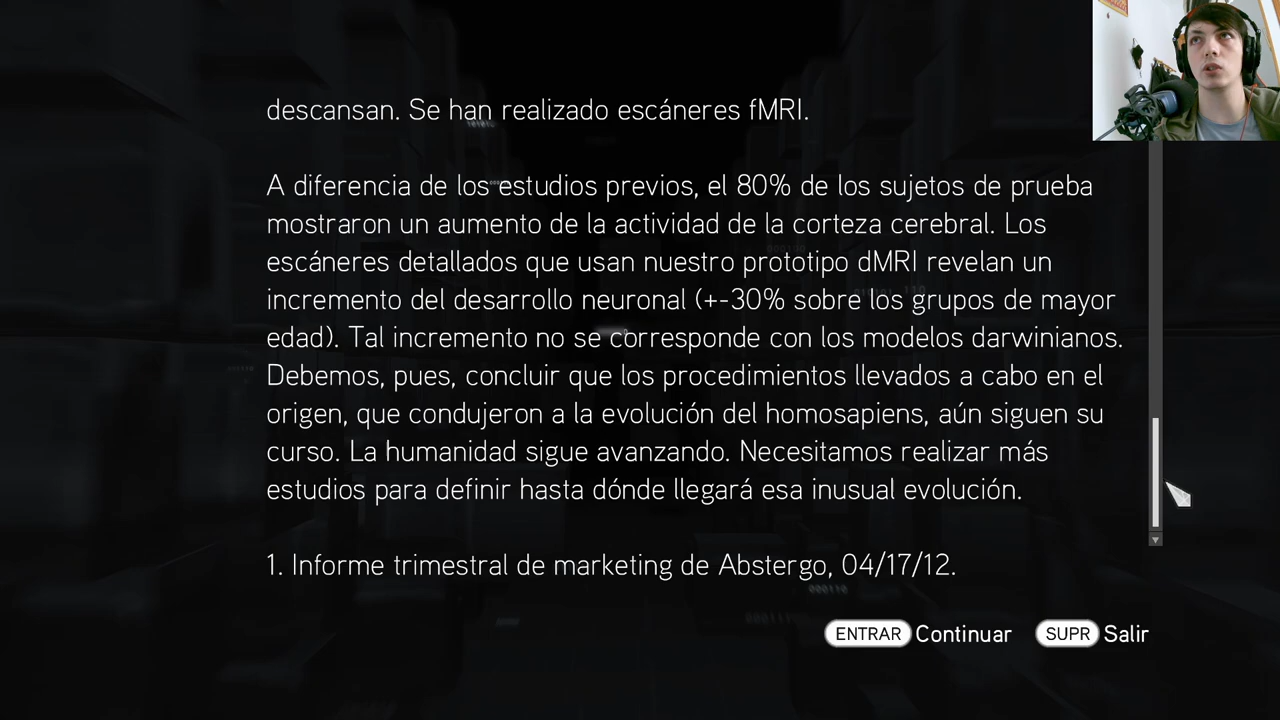 descansan. Se han realizado escáneres fMRI.
A diferencia de los estudios previos, el 80% de los sujetos de prueba
mostraron un aumento de la actividad de la corteza cerebral. Los
escáneres detallados que usan nuestro prototipo dMRI revelan un
incremento del desarrollo neuronal (+-30% sobre los grupos de mayor
edad). Tal incremento no se corresponde con los modelos darwinianos.
Debemos, pues, concluir que los procedimientos llevados a cabo en el
origen, que condujeron a la evolución del homosapiens, aún siguen su
curso. La humanidad sigue avanzando. Necesitamos realizar más
estudios para definir hasta dónde llegará esa inusual evolución.
1. Informe trimestral de marketing de Abstergo, 04/17/12.
ENTRAR Continuar SUPR Salir